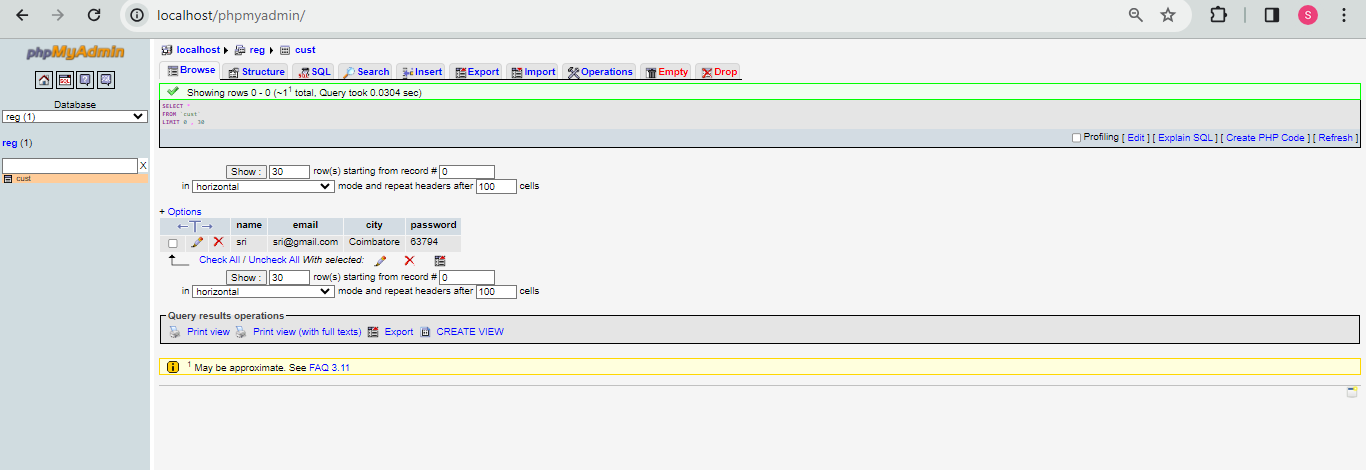 localhost/phpmyadmin/
S
phpMyAdmin
SQL
Database
reg (1)
reg (1)
X
cust
localhost reg cust
Browse Structure SQL Search Insert Export Import Operations Empty Drop
Showing rows 0 - 0 (~1 1 total, Query took 0.0304 sec)
SELECT *
FROM `cust`
LIMIT 0 , 30
Profiling [ Edit ] [ Explain SQL ] [ Create PHP Code ] [ Refresh ]
Show : 30 row(s) starting from record # 0
in horizontal mode and repeat headers after 100 cells
+ Options
←T→ name email city password
sri sri@gmail.com Coimbatore 63794
Check All / Uncheck All With selected:
Show : 30 row(s) starting from record # 0
in horizontal mode and repeat headers after 100 cells
Query results operations
Print view Print view (with full texts) Export CREATE VIEW
1 May be approximate. See FAQ 3.11